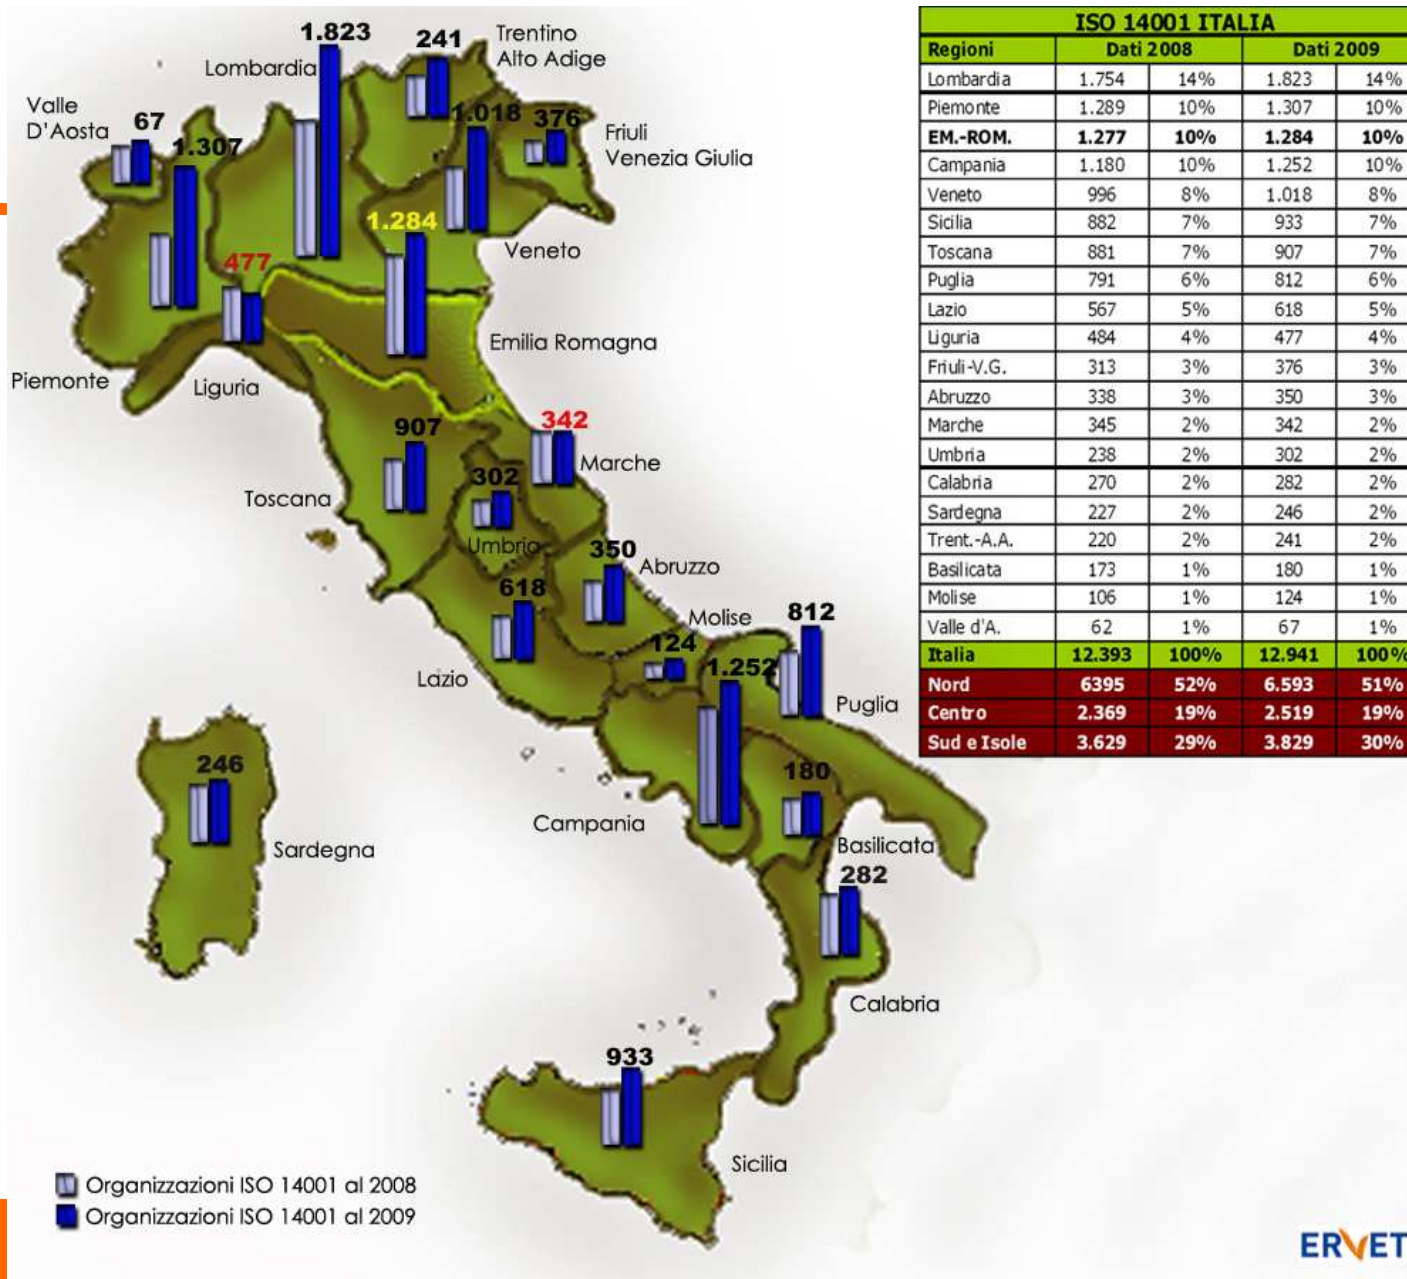 1.823
Lombardia
241
Trentino
Alto Adige
Valle
D'Aosta
67
1.307
1.018
376
Friuli
Venezia Giulia
1.284
Veneto
477
Emilia Romagna
Piemonte
Liguria
907
342
Marche
Toscana
302
Umbria
350
Abruzzo
618
Molise
812
124
1.252
Lazio
Puglia
246
180
Campania
Basilicata
Sardegna
282
Calabria
933
Sicilia
Organizzazioni ISO 14001 al 2008
Organizzazioni ISO 14001 al 2009
ISO 14001 ITALIA
Regioni Dati 2008 Dati 2009
Lombardia 1.754 14% 1.823 14%
Piemonte 1.289 10% 1.307 10%
EM.-ROM. 1.277 10% 1.284 10%
Campania 1.180 10% 1.252 10%
Veneto 996 8% 1.018 8%
Sicilia 882 7% 933 7%
Toscana 881 7% 907 7%
Puglia 791 6% 812 6%
Lazio 567 5% 618 5%
Liguria 484 4% 477 4%
Friuli-V.G. 313 3% 376 3%
Abruzzo 338 3% 350 3%
Marche 345 2% 342 2%
Umbria 238 2% 302 2%
Calabria 270 2% 282 2%
Sardegna 227 2% 246 2%
Trent.-A.A. 220 2% 241 2%
Basilicata 173 1% 180 1%
Molise 106 1% 124 1%
Valle d'A. 62 1% 67 1%
Italia 12.393 100% 12.941 100%
Nord 6395 52% 6.593 51%
Centro 2.369 19% 2.519 19%
Sud e Isole 3.629 29% 3.829 30%
ERVET